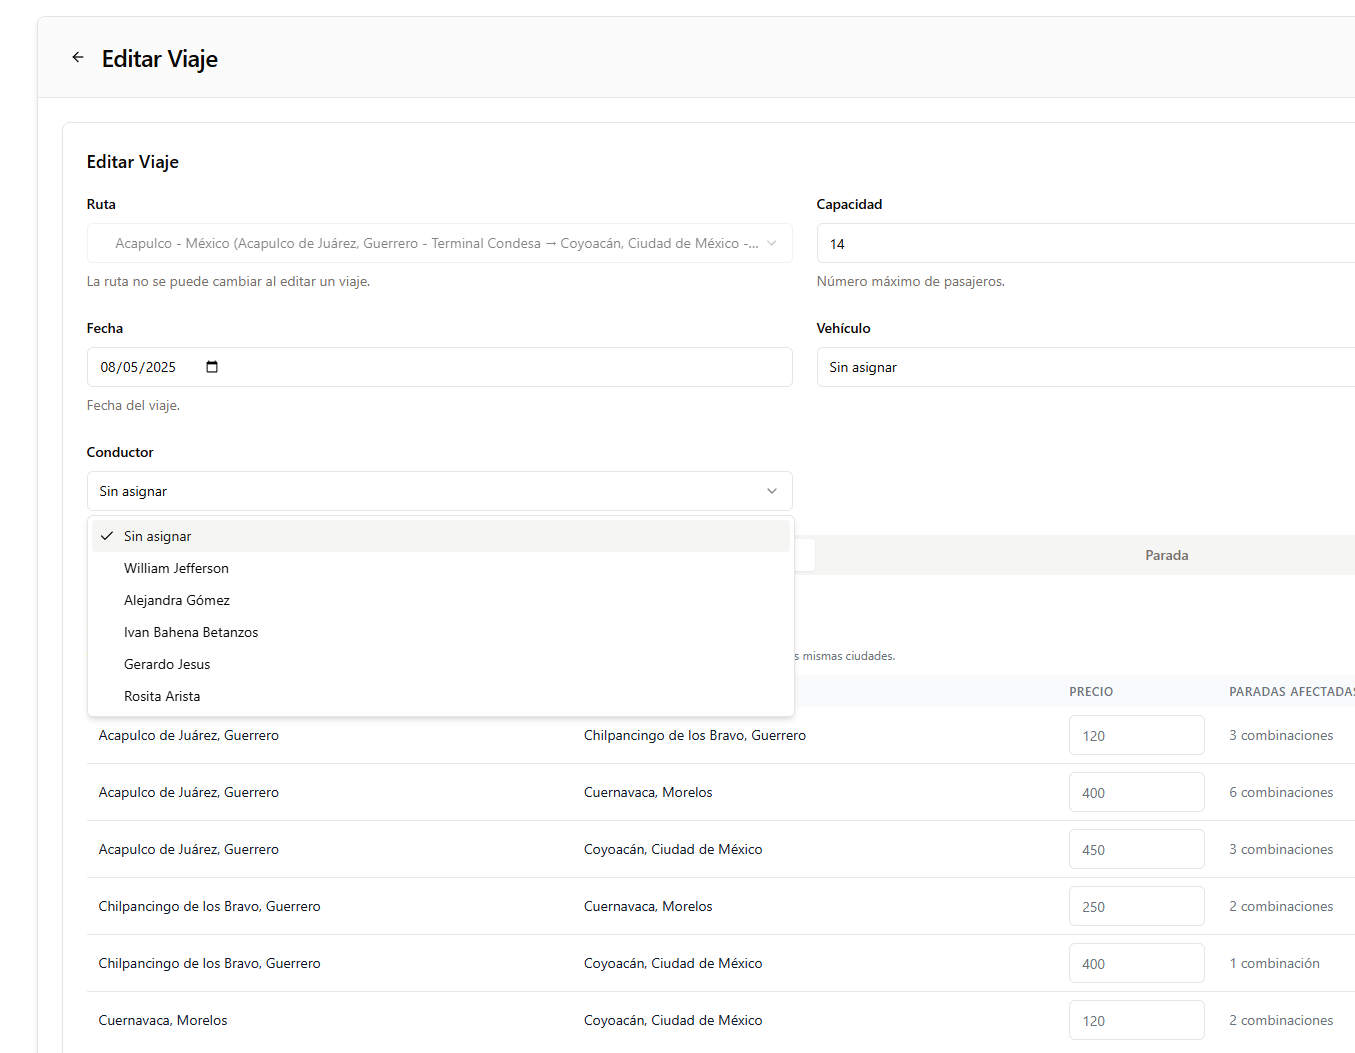 Editar Viaje
Editar Viaje
Ruta
Capacidad
Acapulco - México (Acapulco de Juárez, Guerrero - Terminal Condesa → Coyoacán, Ciudad de México -...
14
La ruta no se puede cambiar al editar un viaje.
Número máximo de pasajeros.
Fecha
Vehículo
08/05/2025
Sin asignar
Fecha del viaje.
Conductor
Sin asignar
Sin asignar
William Jefferson
Parada
Alejandra Gómez
Ivan Bahena Betanzos
mismas ciudades.
Gerardo Jesus
Rosita Arista
PRECIO
PARADAS AFECTADAS
Acapulco de Juárez, Guerrero
Chilpancingo de los Bravo, Guerrero
120
3 combinaciones
Acapulco de Juárez, Guerrero
Cuernavaca, Morelos
400
6 combinaciones
Acapulco de Juárez, Guerrero
Coyoacán, Ciudad de México
450
3 combinaciones
Chilpancingo de los Bravo, Guerrero
Cuernavaca, Morelos
250
2 combinaciones
Chilpancingo de los Bravo, Guerrero
Coyoacán, Ciudad de México
400
1 combinación
Cuernavaca, Morelos
Coyoacán, Ciudad de México
120
2 combinaciones